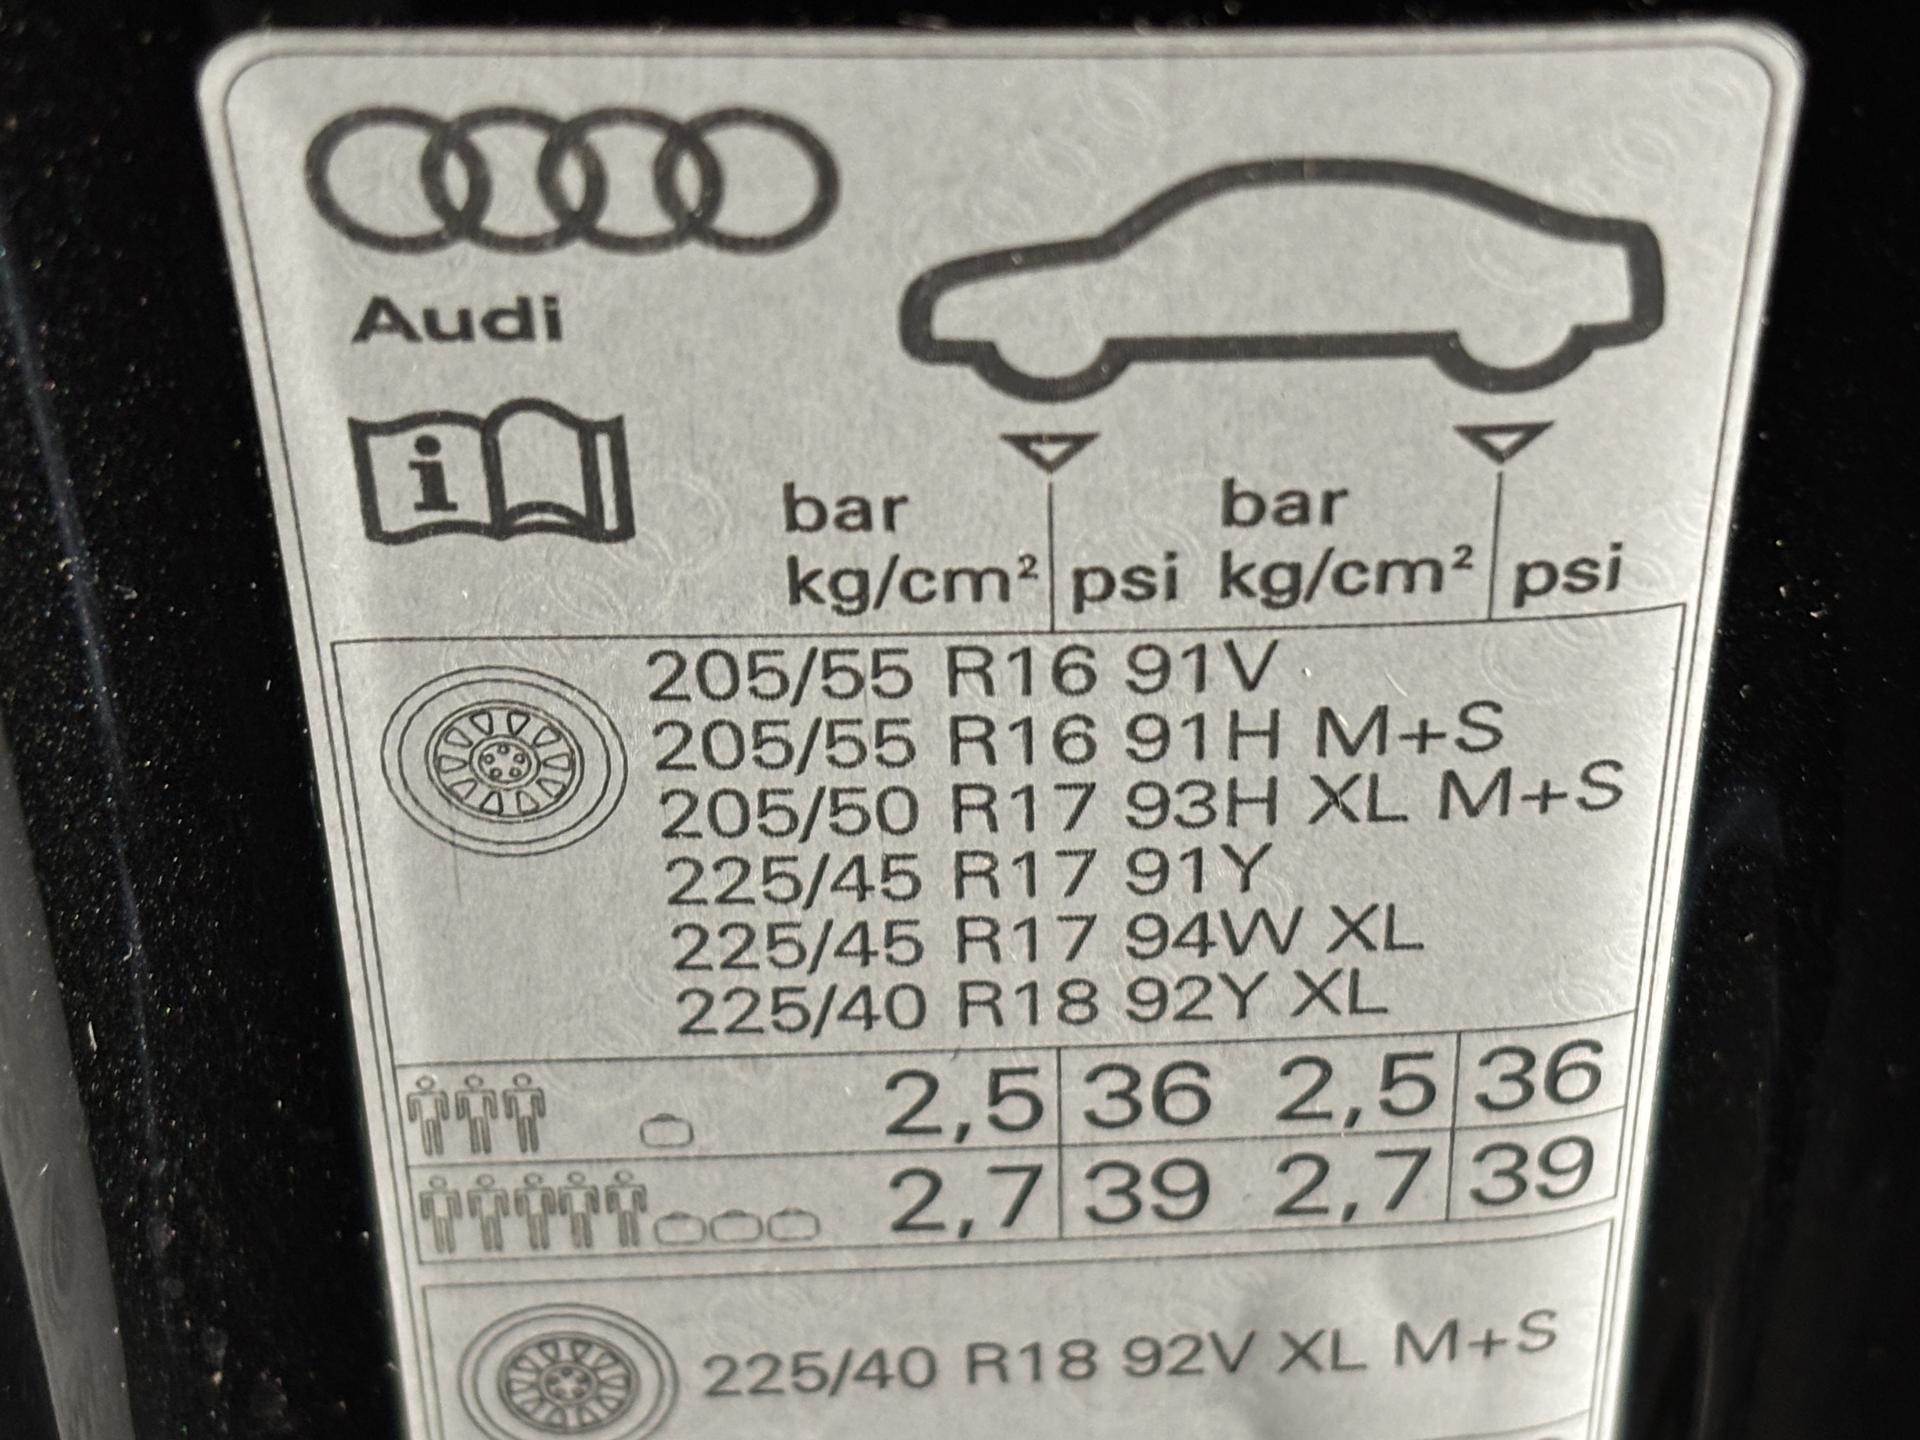 Audi
i
bar bar
kg/cm² psi kg/cm² psi
205/55 R16 91V
205/55 R16 91H M+S
205/50 R17 93H XL M+S
225/45 R17 91Y
225/45 R17 94W XL
225/40 R18 92Y XL
2,5 36 2,5 36
2,7 39 2,7 39
225/40 R18 92V XL M+S